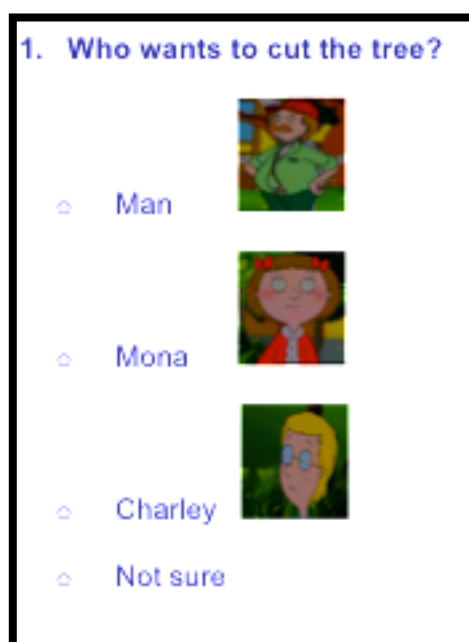 1. Who wants to cut the tree?
Man
Mona
Charley
Not sure